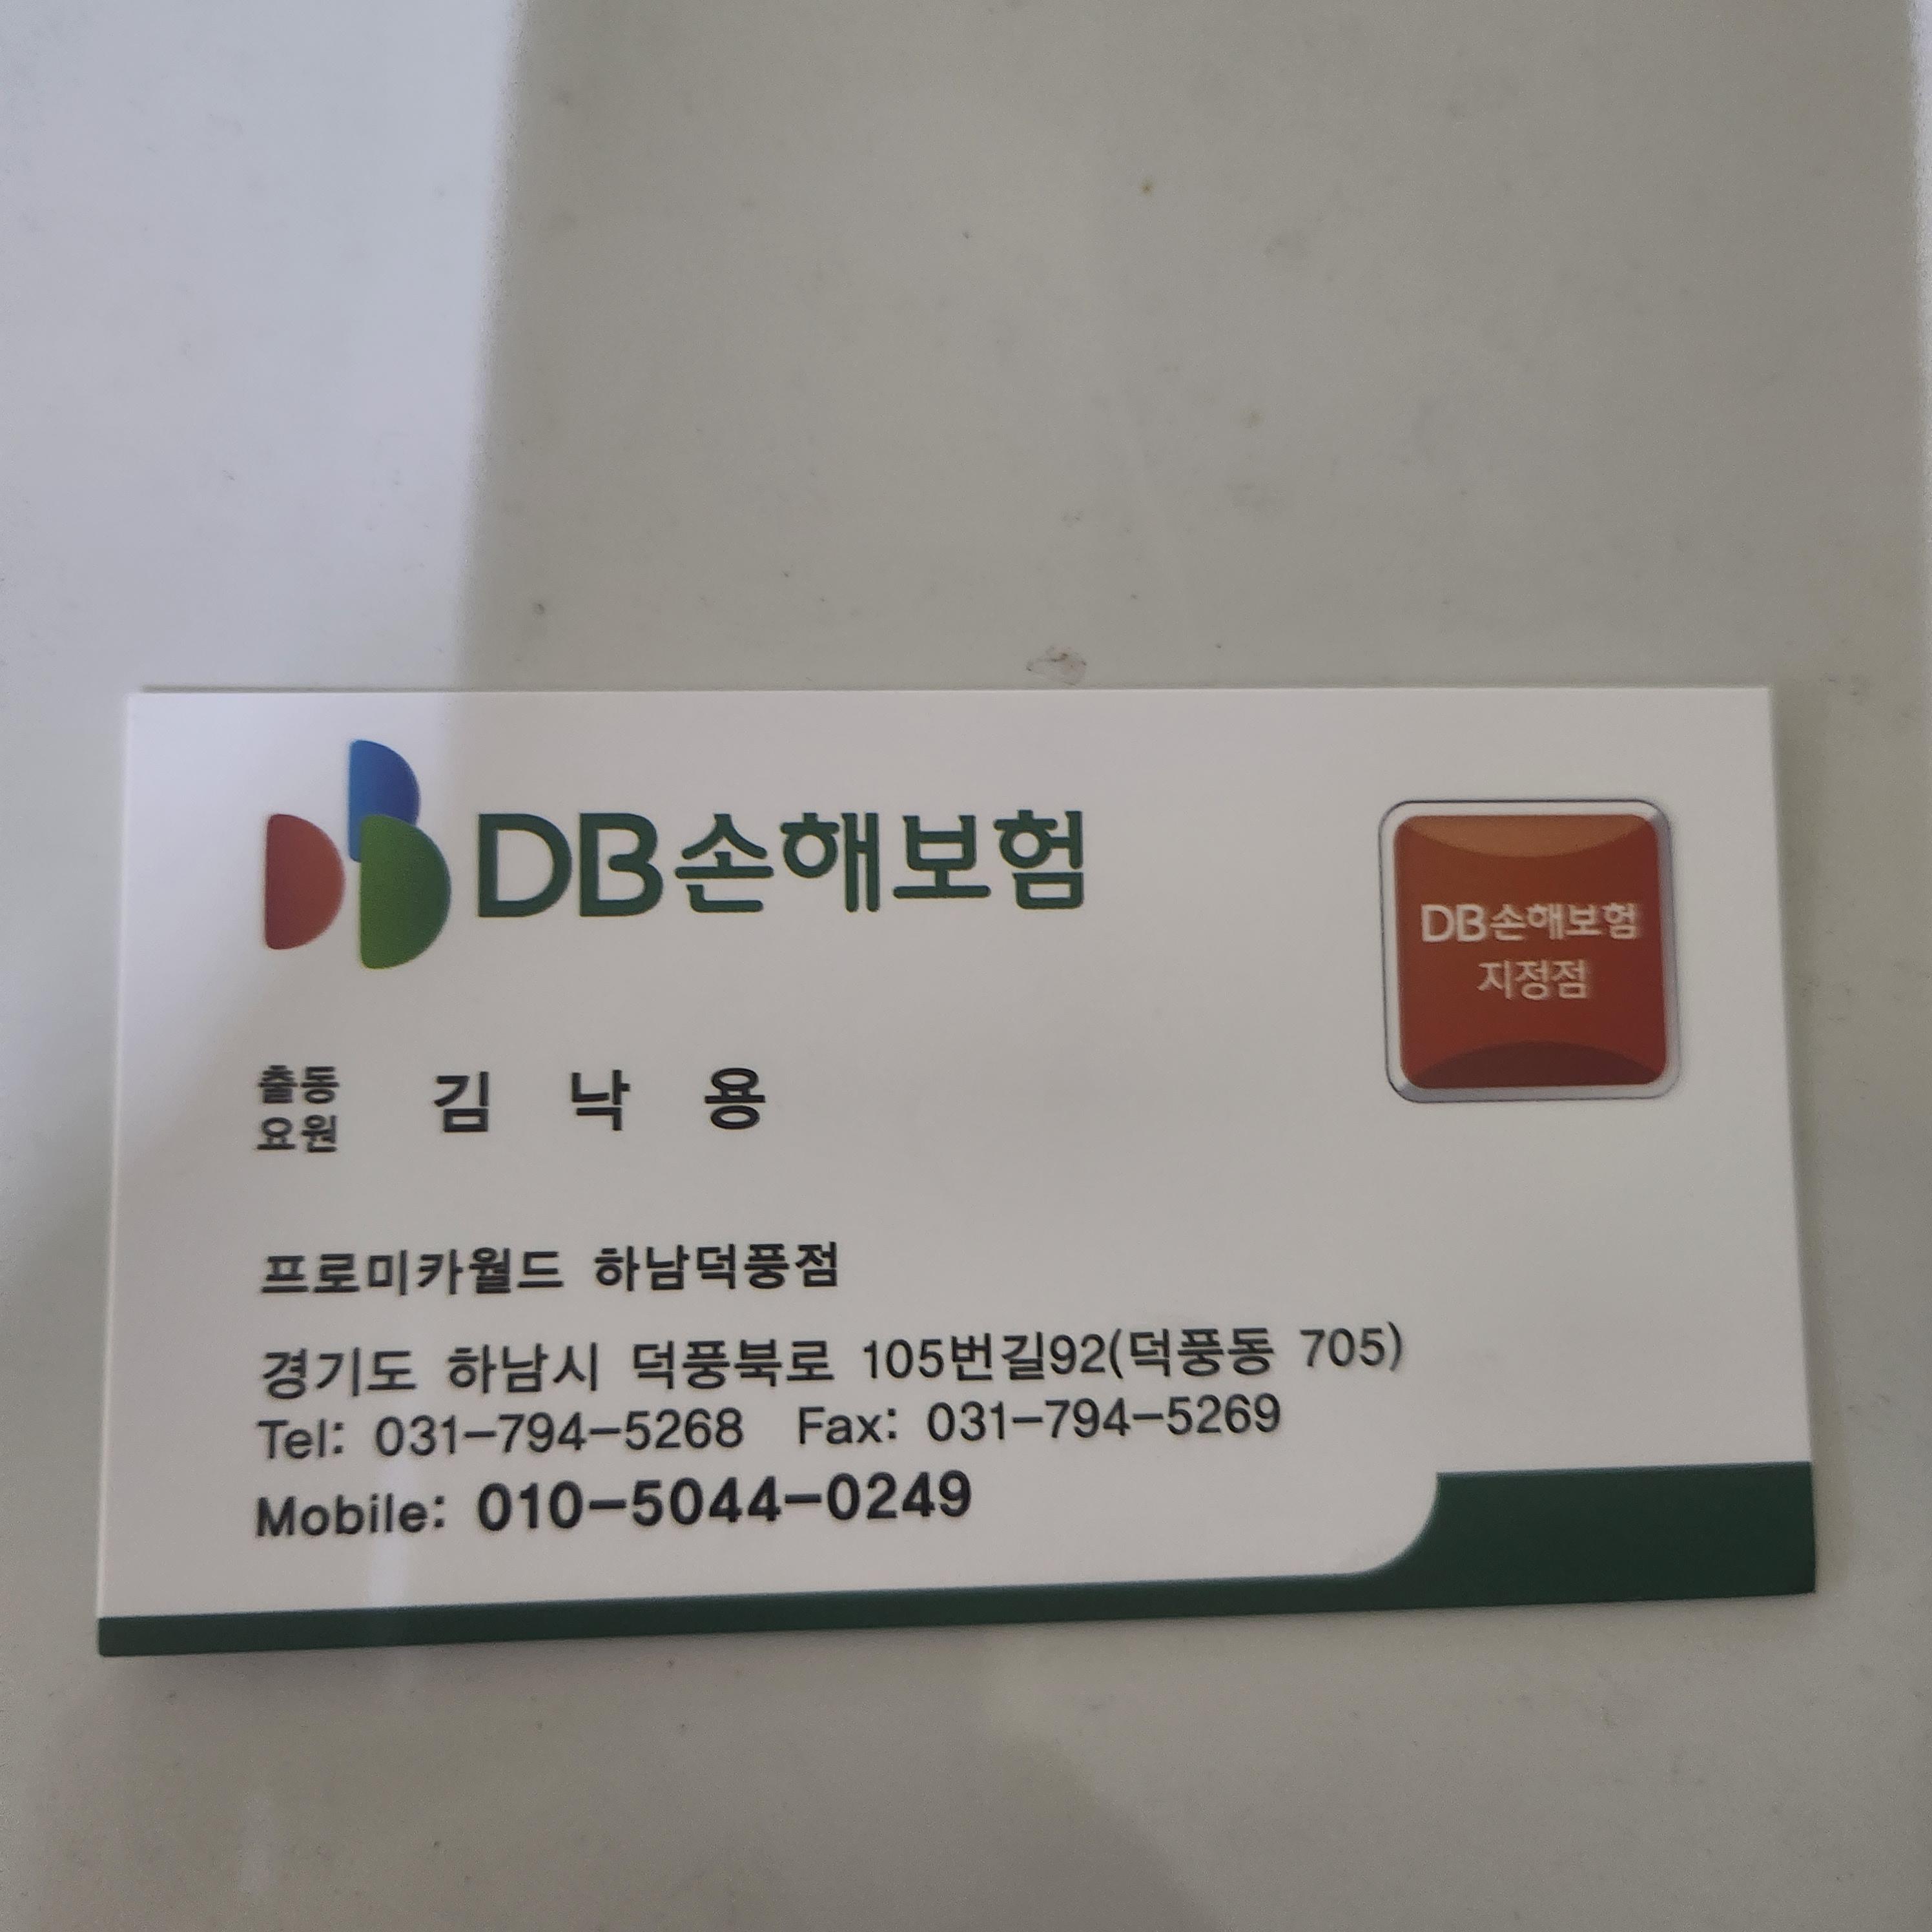 DB손해보험
DB손해보험
지정점
출동
요원
김 낙 용
프로미카월드 하남덕풍점
경기도 하남시 덕풍북로 105번길92(덕풍동 705)
Tel: 031-794-5268 Fax: 031-794-5269
Mobile: 010-5044-0249